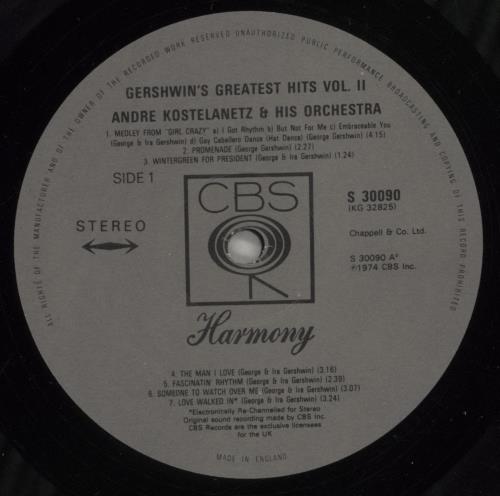 ALL RIGHTS OF THE MANUFACTURER AND OF THE OWNER OF THE RECORDED WORK RESERVED UNAUTHORIZED PUBLIC PERFORMANCE BROADCASTING AND COPYING OF THIS RECORD PROHIBITED
GERSHWIN'S GREATEST HITS VOL. II
ANDRE KOSTELANETZ & HIS ORCHESTRA
1. MEDLEY FROM "GIRL CRAZY" a) I Got Rhythm b) But Not For Me c) Embraceable You
(George & Ira Gershwin) d) Gay Caballero Dance (Hat Dance) (George Gershwin) (4.15)
2. PROMENADE (George Gershwin) (2.27)
3. WINTERGREEN FOR PRESIDENT (George & Ira Gershwin) (1.24)
SIDE 1
CBS
S 30090
(KG 32825)
STEREO
Chappell & Co. Ltd.
S 30090 A²
℗1974 CBS Inc.
Harmony
4. THE MAN I LOVE (George & Ira Gershwin) (3.16)
5. FASCINATIN' RHYTHM (George & Ira Gershwin) (2.39)
6. SOMEONE TO WATCH OVER ME (George & Ira Gershwin) (3.07)
7. LOVE WALKED IN* (George & Ira Gershwin) (3.24)
*Electronically Re-Channelled for Stereo
Original sound recording made by CBS Inc.
CBS Records are the exclusive licensees
for the UK
MADE IN ENGLAND